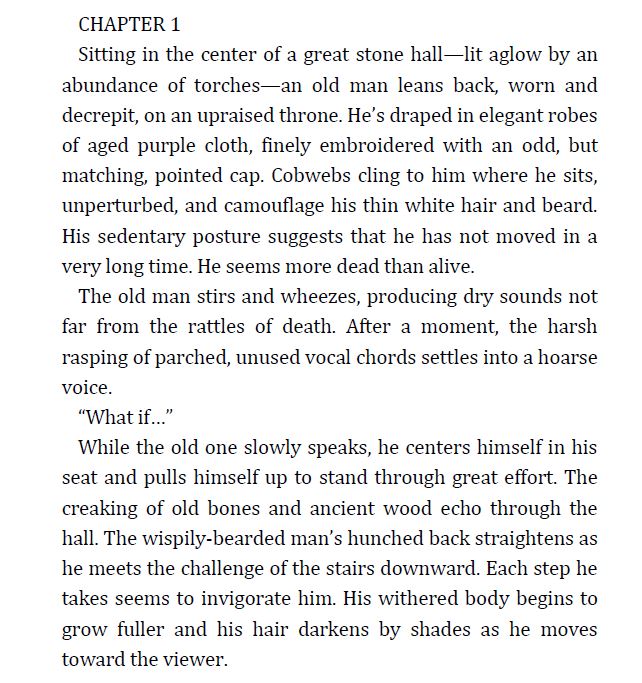 CHAPTER 1
Sitting in the center of a great stone hall—lit aglow by an
abundance of torches—an old man leans back, worn and
decrepit, on an upraised throne. He’s draped in elegant robes
of aged purple cloth, finely embroidered with an odd, but
matching, pointed cap. Cobwebs cling to him where he sits,
unperturbed, and camouflage his thin white hair and beard.
His sedentary posture suggests that he has not moved in a
very long time. He seems more dead than alive.
The old man stirs and wheezes, producing dry sounds not
far from the rattles of death. After a moment, the harsh
rasping of parched, unused vocal chords settles into a hoarse
voice.
“What if…”
While the old one slowly speaks, he centers himself in his
seat and pulls himself up to stand through great effort. The
creaking of old bones and ancient wood echo through the
hall. The wispily-bearded man’s hunched back straightens as
he meets the challenge of the stairs downward. Each step he
takes seems to invigorate him. His withered body begins to
grow fuller and his hair darkens by shades as he moves
toward the viewer.